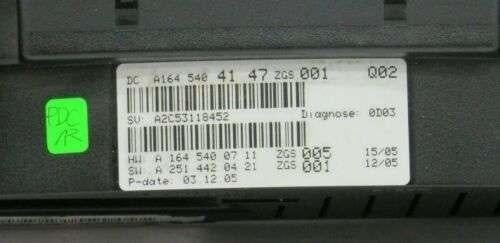 DC A164 540 41 47 ZGS 001 Q02
SV: A2C53118452 Diagnose: 0D03
HW: A 164 540 07 11 ZGS 005 15/05
SW: A 251 442 04 21 ZGS 001 12/05
P-date: 03.12.05
PDC